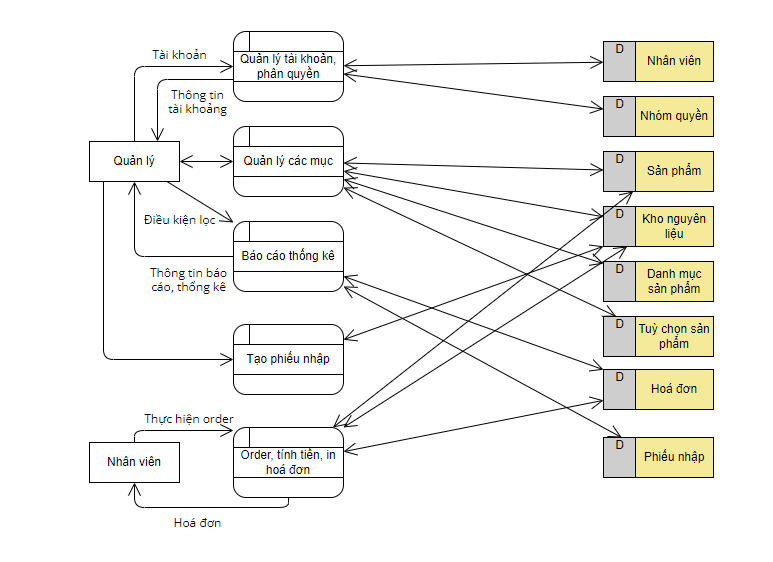 Tài khoản
Quản lý tài khoản,
phân quyền
Thông tin
tài khoảng
Quản lý
Quản lý các mục
Điều kiện lọc
Báo cáo thống kê
Thông tin báo
cáo, thống kê
Tạo phiếu nhập
Thực hiện order
Nhân viên
Order, tính tiền, in
hoá đơn
Hoá đơn
D
Nhân viên
D
Nhóm quyền
D
Sản phẩm
D
Kho nguyên
liệu
D
Danh mục
sản phẩm
D
Tuỳ chọn sản
phẩm
D
Hoá đơn
D
Phiếu nhập